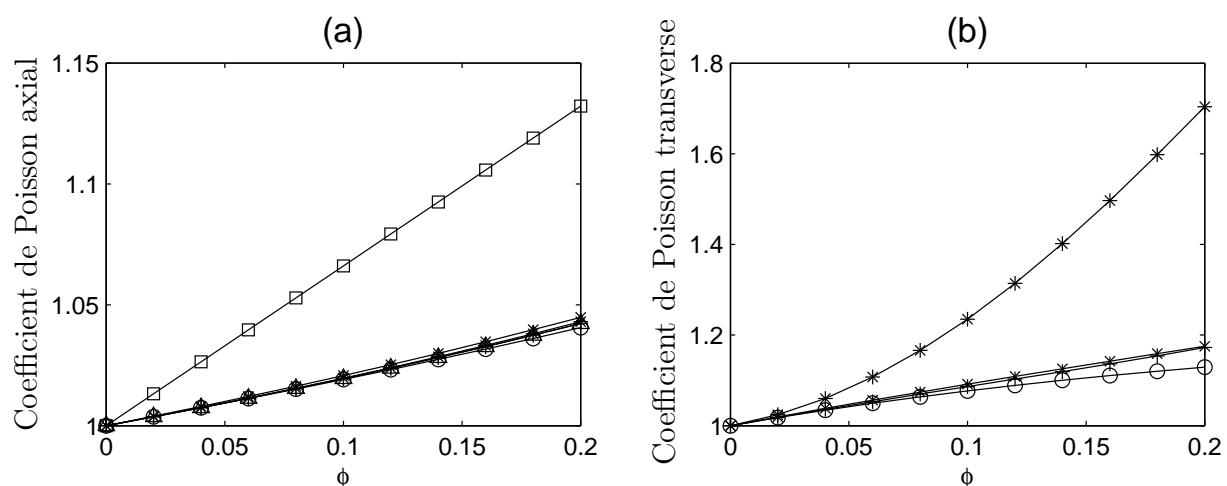 (a)
Coefficient de Poisson axial
1.15
1.1
1.05
1
0 0.05 0.1 0.15 0.2
ϕ
(b)
Coefficient de Poisson transverse
1.8
1.6
1.4
1.2
1
0 0.05 0.1 0.15 0.2
ϕ